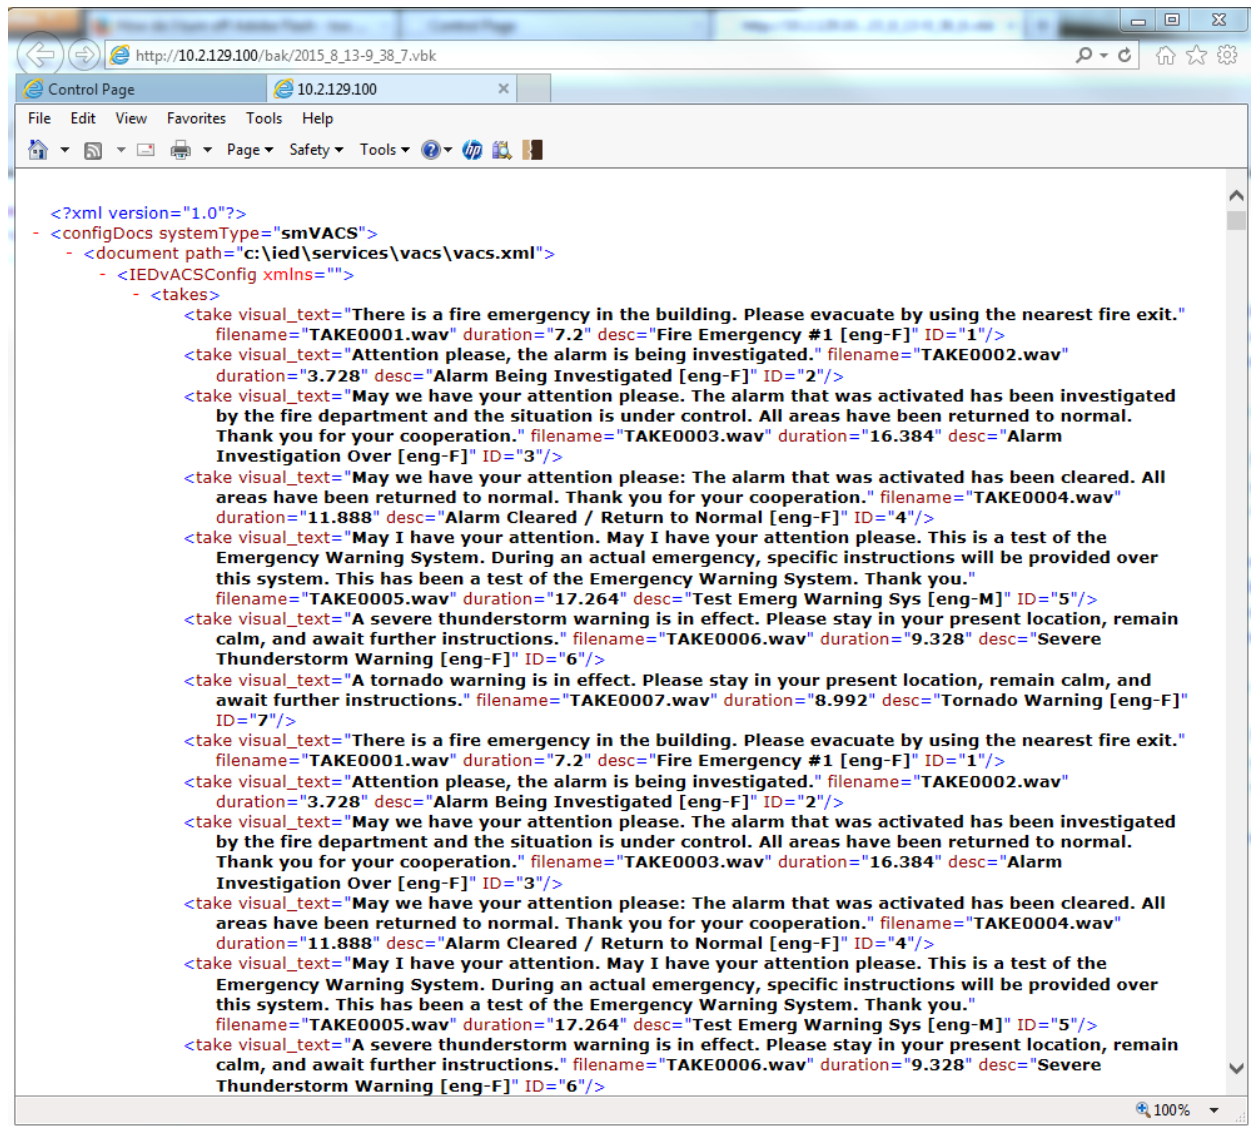 http://10.2.129.100/bak/2015_8_13-9_38_7.vbk
Control Page
10.2.129.100
File Edit View Favorites Tools Help
Page Safety Tools
<?xml version="1.0"?>
- <configDocs systemType="smVACS">
- <document path="c:\ied\services\vacs\vacs.xml">
- <IEDvACSConfig xmlns="">
- <takes>
<take visual_text="There is a fire emergency in the building. Please evacuate by using the nearest fire exit."
filename="TAKE0001.wav" duration="7.2" desc="Fire Emergency #1 [eng-F]" ID="1"/>
<take visual_text="Attention please, the alarm is being investigated." filename="TAKE0002.wav"
duration="3.728" desc="Alarm Being Investigated [eng-F]" ID="2"/>
<take visual_text="May we have your attention please. The alarm that was activated has been investigated
by the fire department and the situation is under control. All areas have been returned to normal.
Thank you for your cooperation." filename="TAKE0003.wav" duration="16.384" desc="Alarm
Investigation Over [eng-F]" ID="3"/>
<take visual_text="May we have your attention please: The alarm that was activated has been cleared. All
areas have been returned to normal. Thank you for your cooperation." filename="TAKE0004.wav"
duration="11.888" desc="Alarm Cleared / Return to Normal [eng-F]" ID="4"/>
<take visual_text="May I have your attention. May I have your attention please. This is a test of the
Emergency Warning System. During an actual emergency, specific instructions will be provided over
this system. This has been a test of the Emergency Warning System. Thank you."
filename="TAKE0005.wav" duration="17.264" desc="Test Emerg Warning Sys [eng-M]" ID="5"/>
<take visual_text="A severe thunderstorm warning is in effect. Please stay in your present location, remain
calm, and await further instructions." filename="TAKE0006.wav" duration="9.328" desc="Severe
Thunderstorm Warning [eng-F]" ID="6"/>
<take visual_text="A tornado warning is in effect. Please stay in your present location, remain calm, and
await further instructions." filename="TAKE0007.wav" duration="8.992" desc="Tornado Warning [eng-F]"
ID="7"/>
<take visual_text="There is a fire emergency in the building. Please evacuate by using the nearest fire exit."
filename="TAKE0001.wav" duration="7.2" desc="Fire Emergency #1 [eng-F]" ID="1"/>
<take visual_text="Attention please, the alarm is being investigated." filename="TAKE0002.wav"
duration="3.728" desc="Alarm Being Investigated [eng-F]" ID="2"/>
<take visual_text="May we have your attention please. The alarm that was activated has been investigated
by the fire department and the situation is under control. All areas have been returned to normal.
Thank you for your cooperation." filename="TAKE0003.wav" duration="16.384" desc="Alarm
Investigation Over [eng-F]" ID="3"/>
<take visual_text="May we have your attention please: The alarm that was activated has been cleared. All
areas have been returned to normal. Thank you for your cooperation." filename="TAKE0004.wav"
duration="11.888" desc="Alarm Cleared / Return to Normal [eng-F]" ID="4"/>
<take visual_text="May I have your attention. May I have your attention please. This is a test of the
Emergency Warning System. During an actual emergency, specific instructions will be provided over
this system. This has been a test of the Emergency Warning System. Thank you."
filename="TAKE0005.wav" duration="17.264" desc="Test Emerg Warning Sys [eng-M]" ID="5"/>
<take visual_text="A severe thunderstorm warning is in effect. Please stay in your present location, remain
calm, and await further instructions." filename="TAKE0006.wav" duration="9.328" desc="Severe
Thunderstorm Warning [eng-F]" ID="6"/>
100%